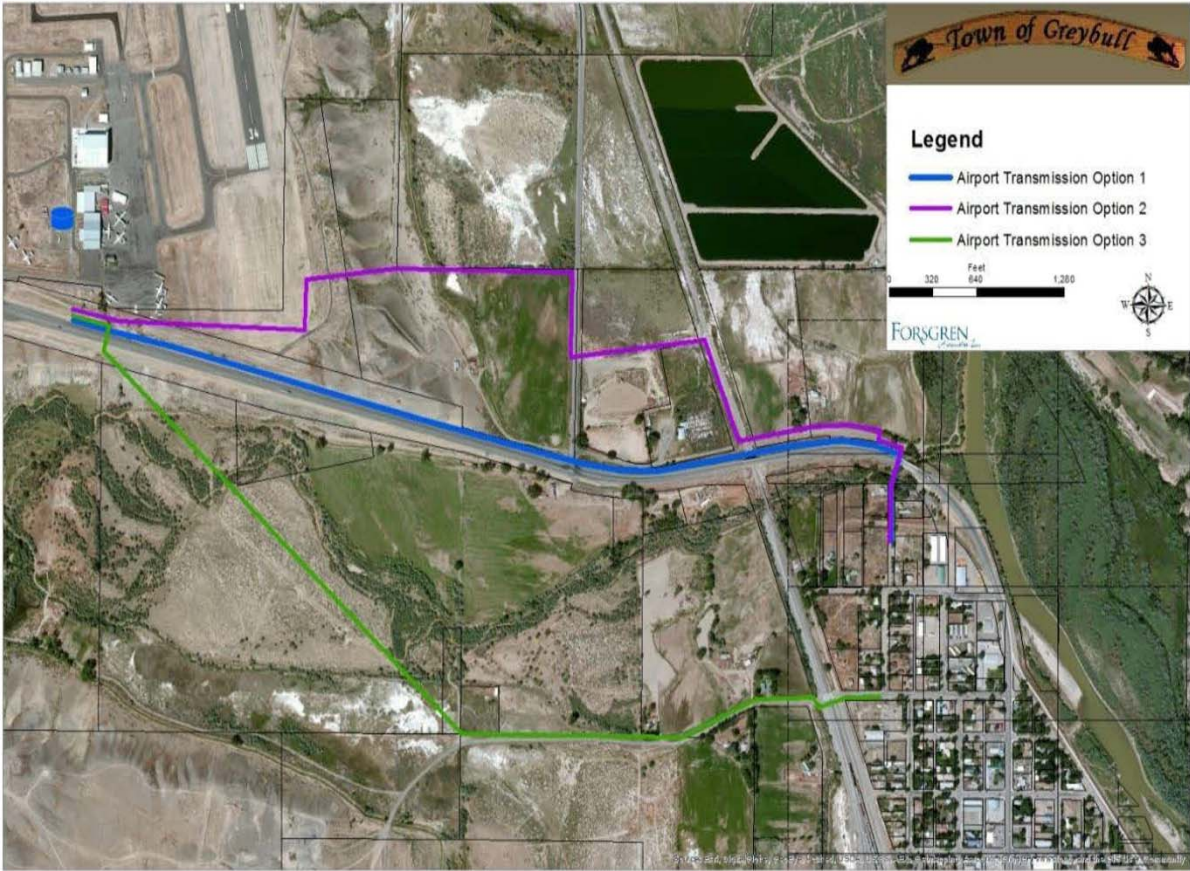 Town of Greybull
Legend
Airport Transmission Option 1
Airport Transmission Option 2
Airport Transmission Option 3
Feet
0 320 640 1,280
N
W E
S
FORSGREN
34